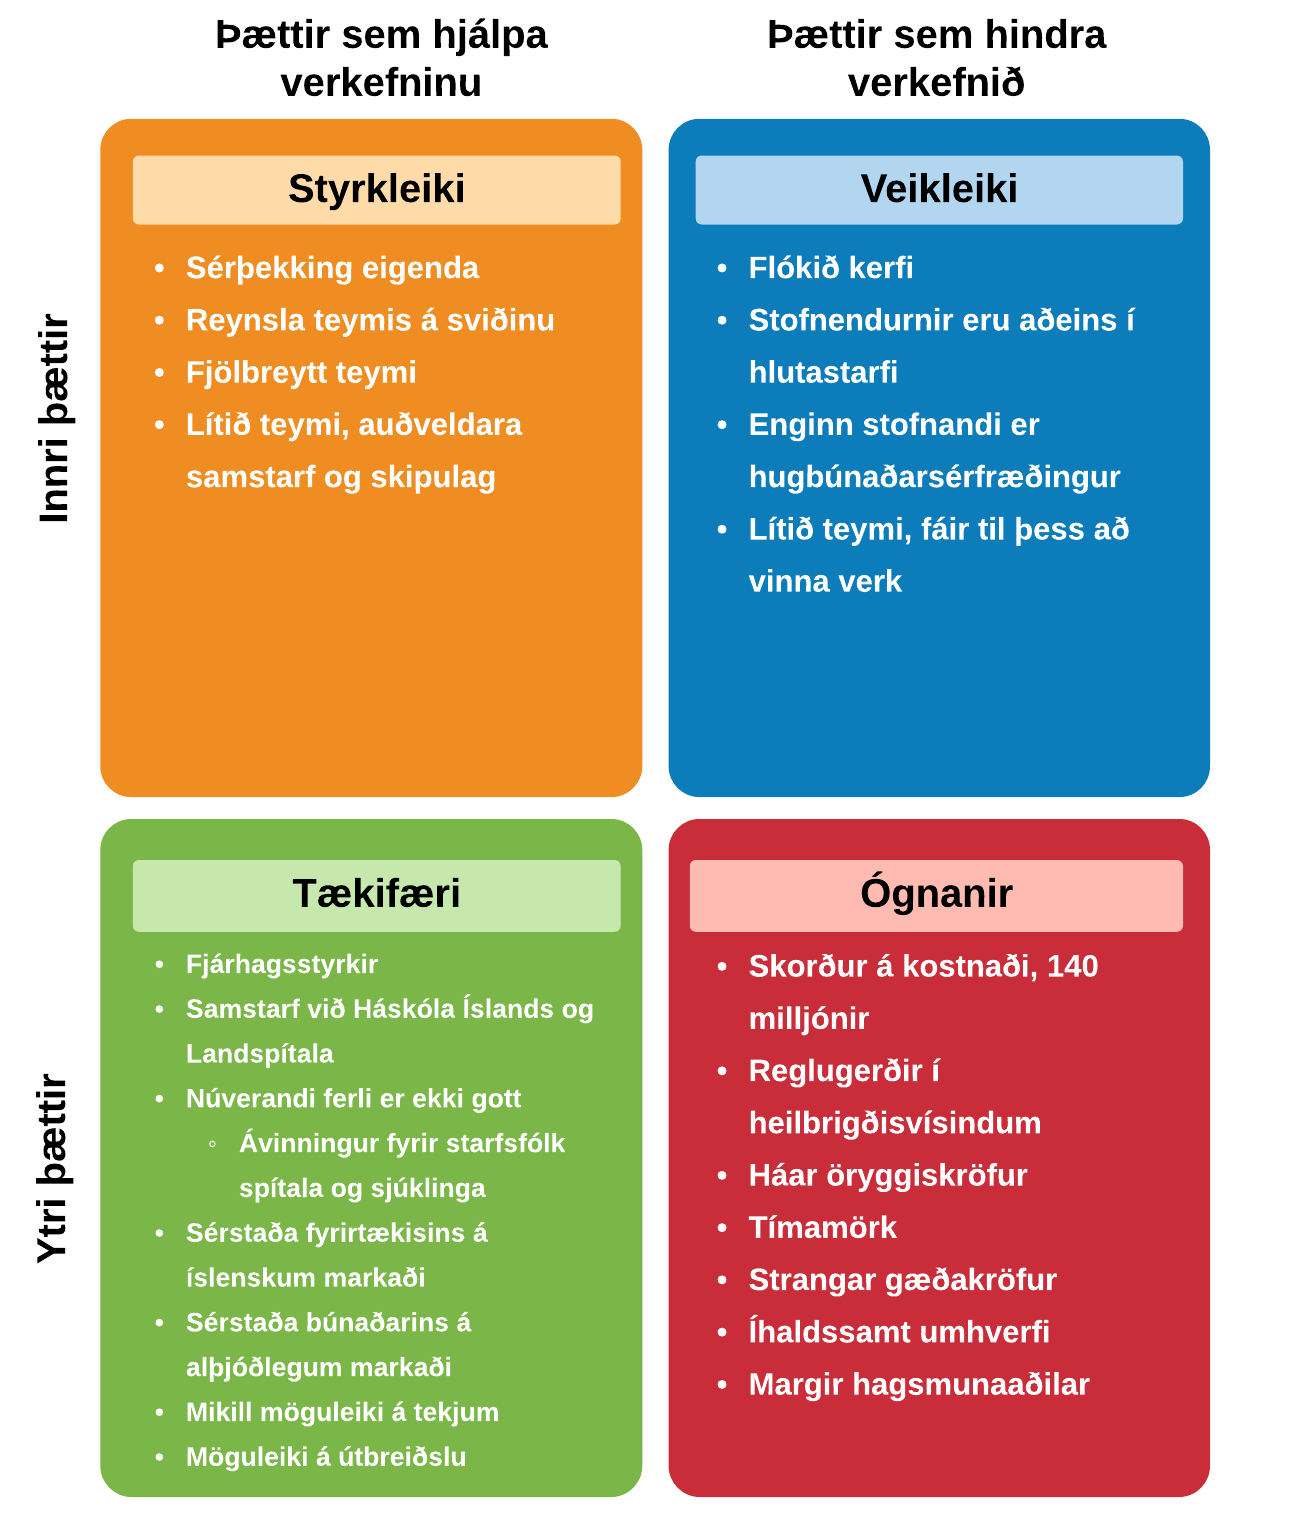 Þættir sem hjálpa
verkefninu
Þættir sem hindra
verkefnið
Innri þættir
Styrkleiki
• Sérþekking eigenda
• Reynsla teymis á sviðinu
• Fjölbreytt teymi
• Lítið teymi, auðveldara
samstarf og skipulag
Veikleiki
• Flókið kerfi
• Stofnendurnir eru aðeins í
hlutastarfi
• Enginn stofnandi er
hugbúnaðarsérfræðingur
• Lítið teymi, fáir til þess að
vinna verk
Ytri þættir
Tækifæri
• Fjárhagsstyrkir
• Samstarf við Háskóla Íslands og
Landspítala
• Núverandi ferli er ekki gott
◦ Ávinningur fyrir starfsfólk
spítala og sjúklinga
• Sérstaða fyrirtækisins á
íslenskum markaði
• Sérstaða búnaðarins á
alþjóðlegum markaði
• Mikill möguleiki á tekjum
• Möguleiki á útbreiðslu
Ógnanir
• Skorður á kostnaði, 140
milljónir
• Reglugerðir í
heilbrigðisvísindum
• Háar öryggiskröfur
• Tímamörk
• Strangar gæðakröfur
• Íhaldssamt umhverfi
• Margir hagsmunaaðilar